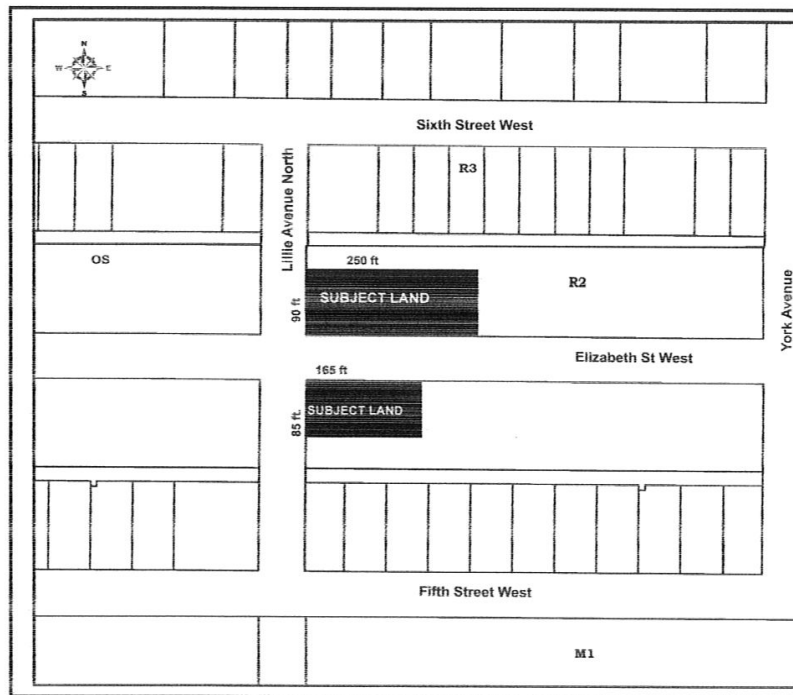 N
W E
S
Sixth Street West
Lillie Avenue North
R3
OS
250 ft
R2
90 ft
SUBJECT LAND
York Avenue
Elizabeth St West
165 ft
85 ft.
SUBJECT LAND
Fifth Street West
M1